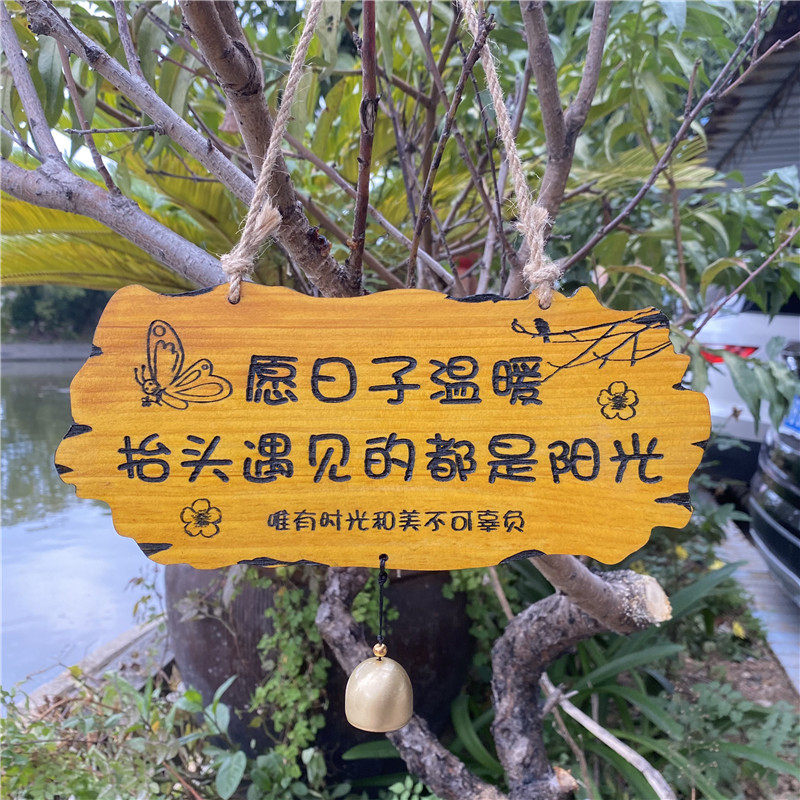 愿日子温暖
抬头遇见的都是阳光
唯有时光和美不可辜负